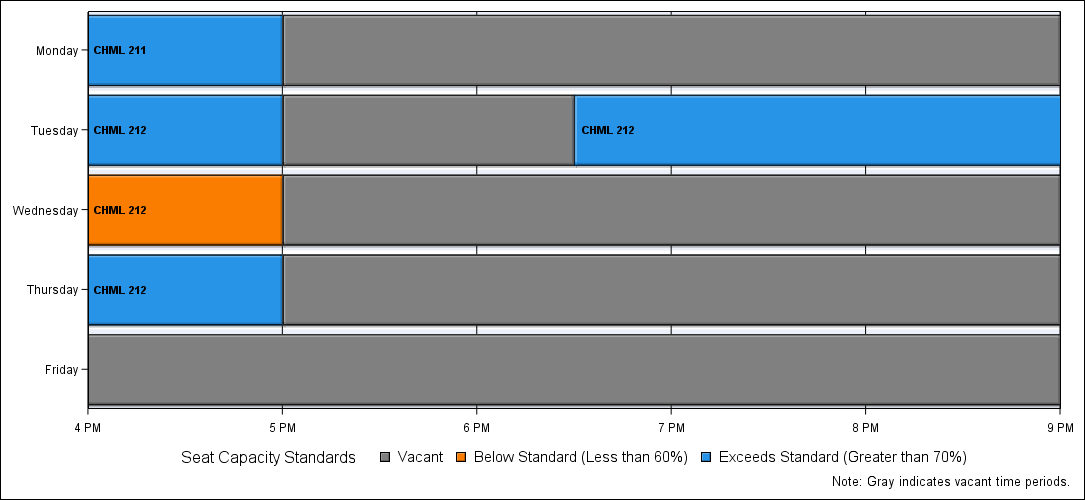 Monday
CHML 211
Tuesday
CHML 212
CHML 212
Wednesday
CHML 212
Thursday
CHML 212
Friday
4 PM
5 PM
6 PM
7 PM
8 PM
9 PM
Seat Capacity Standards
Vacant
Below Standard (Less than 60%)
Exceeds Standard (Greater than 70%)
Note: Gray indicates vacant time periods.